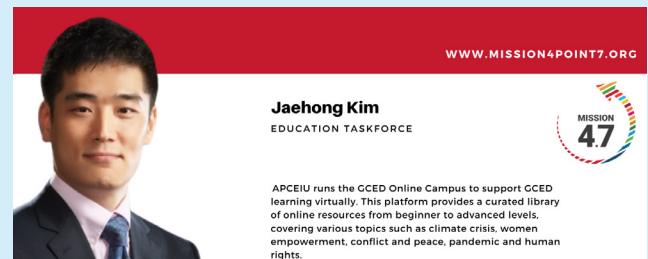 WWW.MISSION4POINT7.ORG
Jaehong Kim
EDUCATION TASKFORCE
MISSION
4.7
APCEIU runs the GCED Online Campus to support GCED
learning virtually. This platform provides a curated library
of online resources from beginner to advanced levels,
covering various topics such as climate crisis, women
empowerment, conflict and peace, pandemic and human
rights.